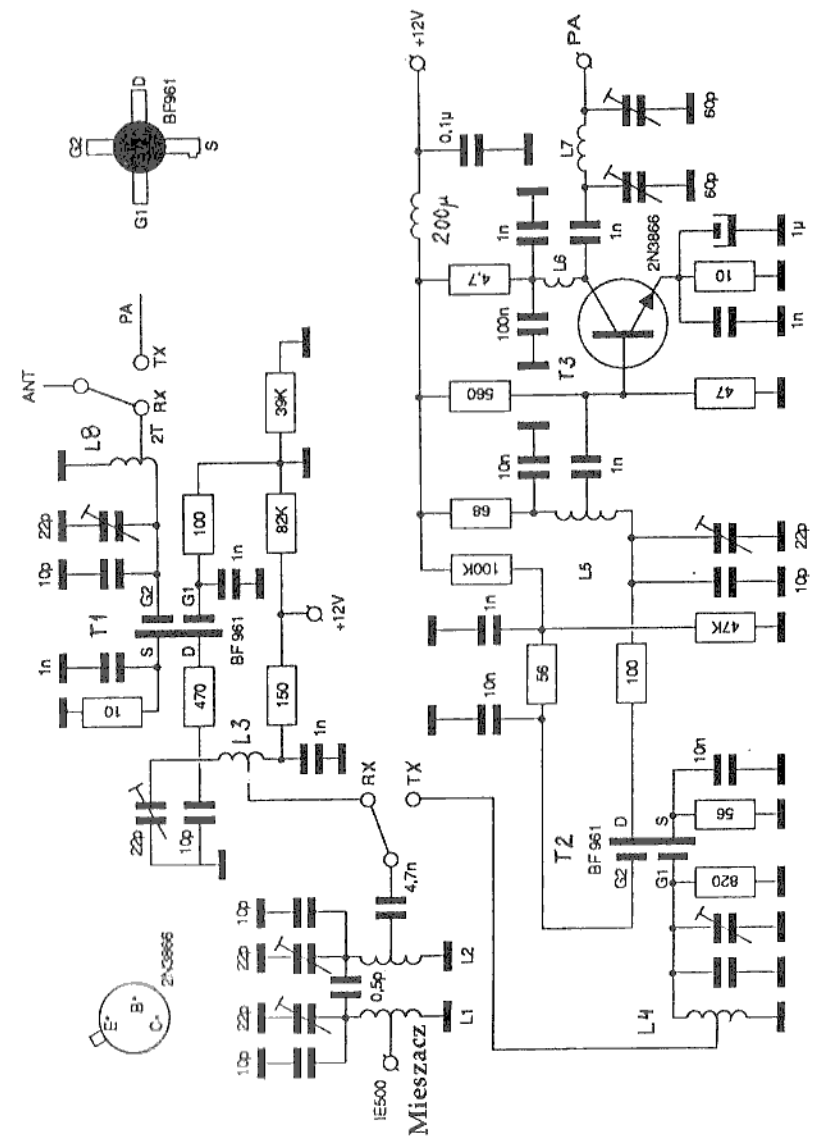 G2
D
G1
S
BF961
ANT
PA
TX
RX
2T
L8
22p
10p
1n
10
T1
G2
G1
S
D
BF961
100
1n
39K
82K
+12V
470
150
L3
1n
22p
10p
RX
TX
4,7n
10p
22p
0,5p
22p
10p
L2
L1
IE500
Mieszacz
E
B
C
2N3866
+12V
PA
0,1µ
200µ
60p
60p
L7
1n
1n
4,7
L6
100n
2N3866
T3
1µ
10
1n
560
47
10n
1n
68
100K
L5
22p
10p
1n
47K
10n
56
100
T2
BF961
D
S
G2
G1
10n
56
820
L4